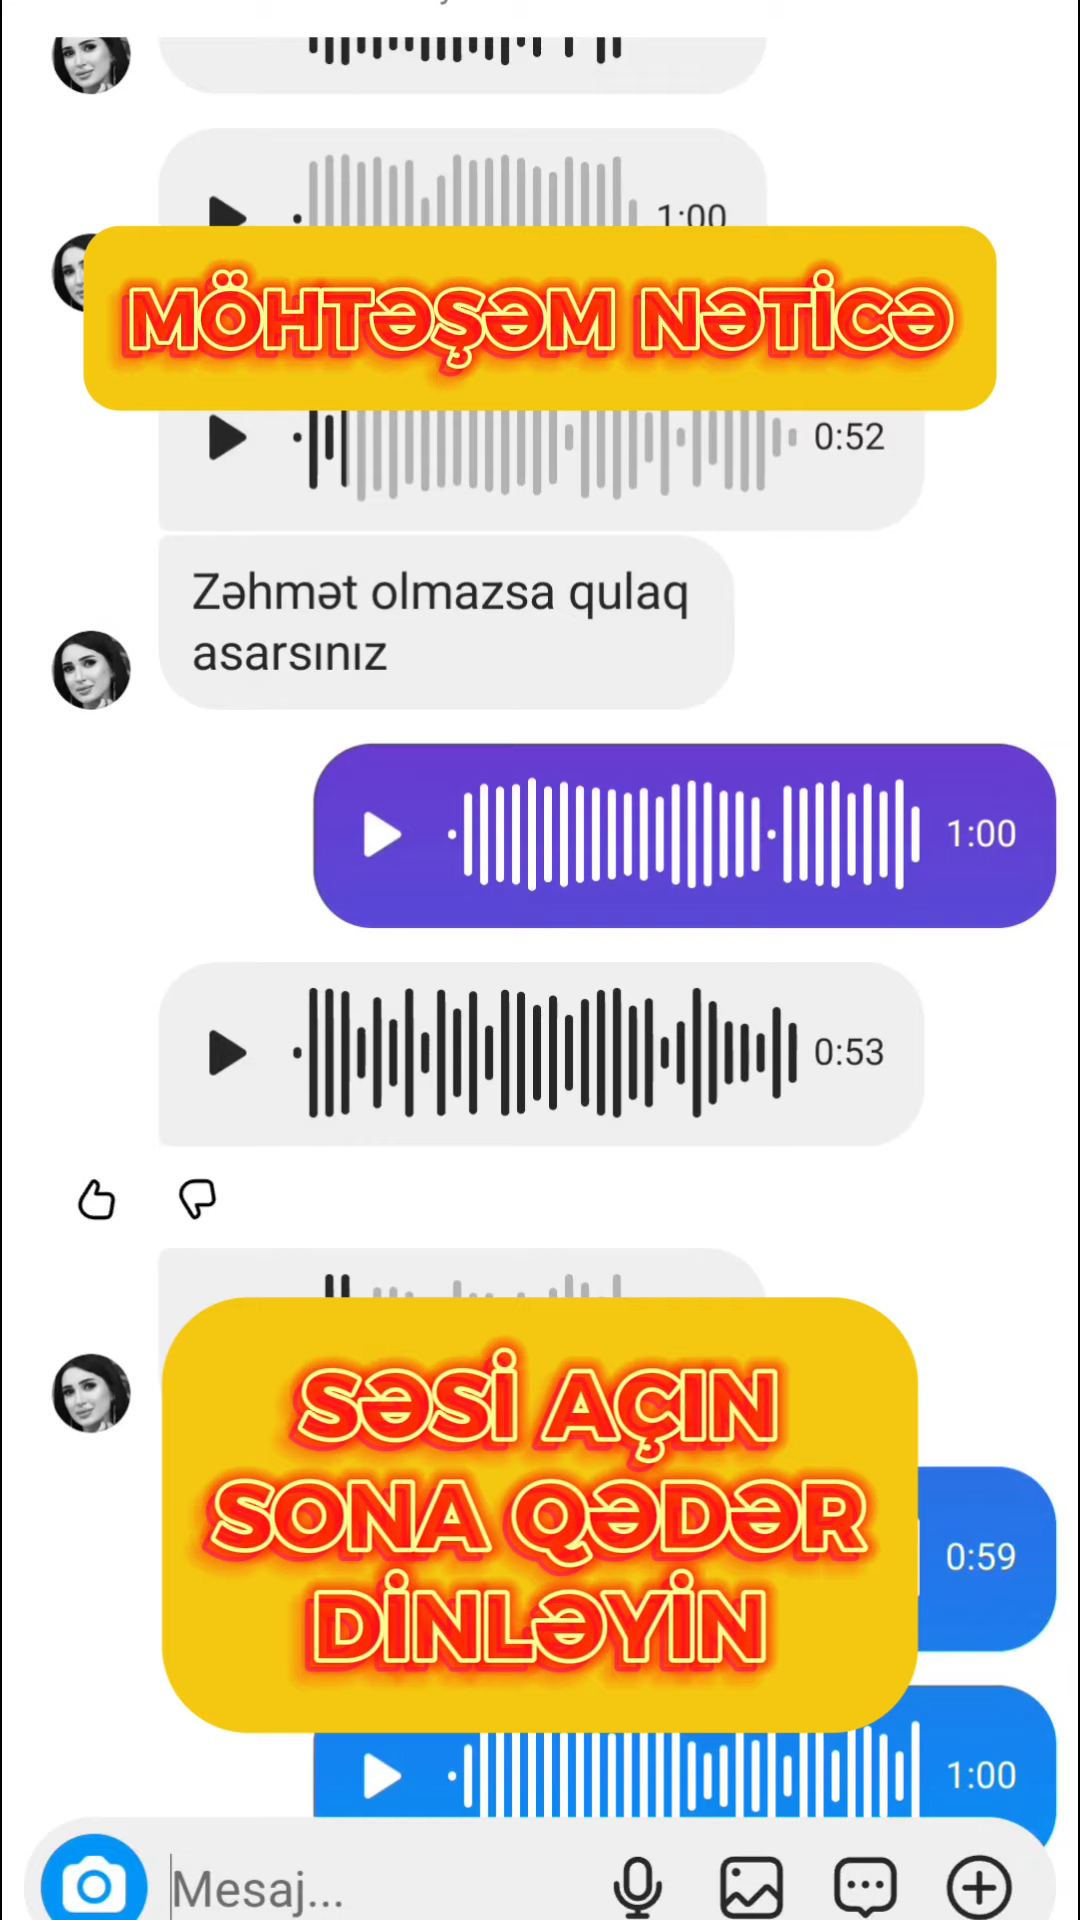 1:00
MÖHTƏŞƏM NƏTİCƏ
0:52
Zəhmət olmazsa qulaq
asarsınız
1:00
0:53
SƏSİ AÇIN
SONA QƏDƏR
DİNLƏYİN
0:59
1:00
Mesaj...